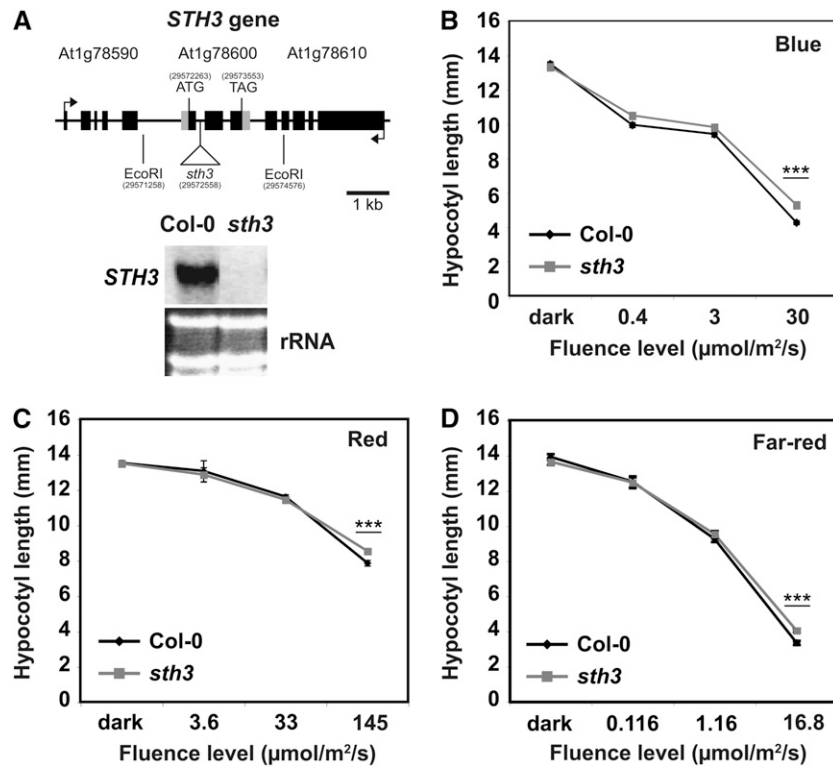 A
STH3 gene
At1g78590 At1g78600 At1g78610
(29572263) (29573553)
ATG TAG
EcoRI sth3 EcoRI
(29571258) (29572558) (29574576)
1 kb
Col-0 sth3
STH3
rRNA
B
Blue
Hypocotyl length (mm)
16
14
12
10
8
6
4
2
0
***
Col-0
sth3
dark 0.4 3 30
Fluence level (µmol/m²/s)
C
Red
Hypocotyl length (mm)
16
14
12
10
8
6
4
2
0
***
Col-0
sth3
dark 3.6 33 145
Fluence level (µmol/m²/s)
D
Far-red
Hypocotyl length (mm)
16
14
12
10
8
6
4
2
0
***
Col-0
sth3
dark 0.116 1.16 16.8
Fluence level (µmol/m²/s)